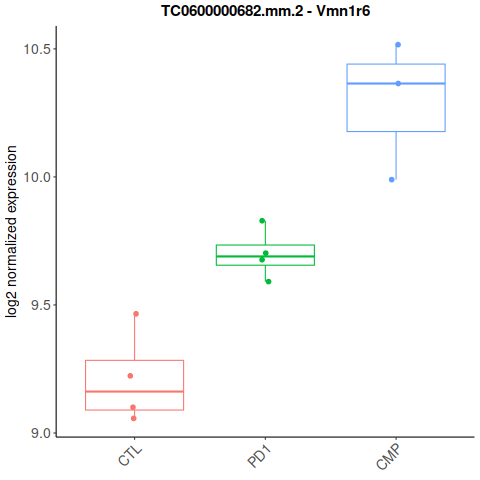 TC0600000682.mm.2 - Vmn1r6
log2 normalized expression
10.5
10.0
9.5
9.0
CTL
PD1
CMP